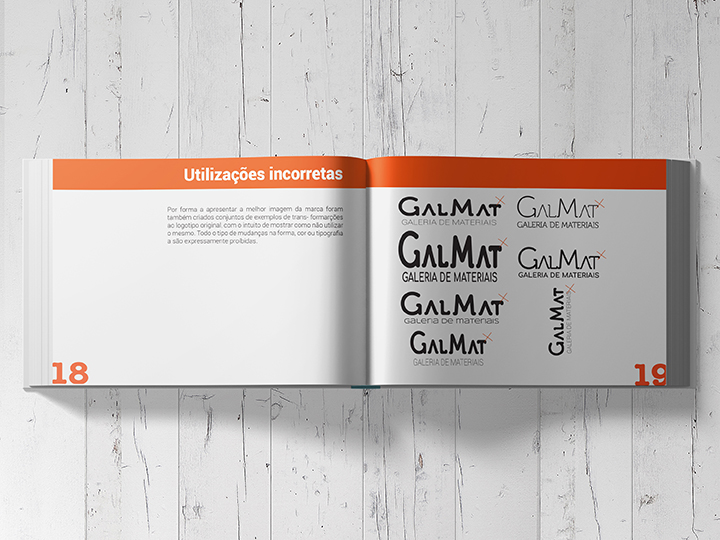 Utilizações incorretas
Por forma a apresentar a melhor imagem da marca foram
também criados conjuntos de exemplos de trans- formações
ao logotipo original, com o intuito de mostrar como não utilizar
o mesmo. Todo o tipo de mudanças na forma, cor ou tipografia
a são expressamente proíbidas.
18
GALMAT
GALERIA DE MATERIAIS
GALMAT
GALERIA DE MATERIAIS
GALMAT
GALERIA DE MATERIAIS
GALMAT
GALERIA DE MATERIAIS
GALMAT
GALERIA DE MATERIAIS
GALMAT
GALERIA DE MATERIAIS
GALMAT
GALERIA DE MATERIAIS
19